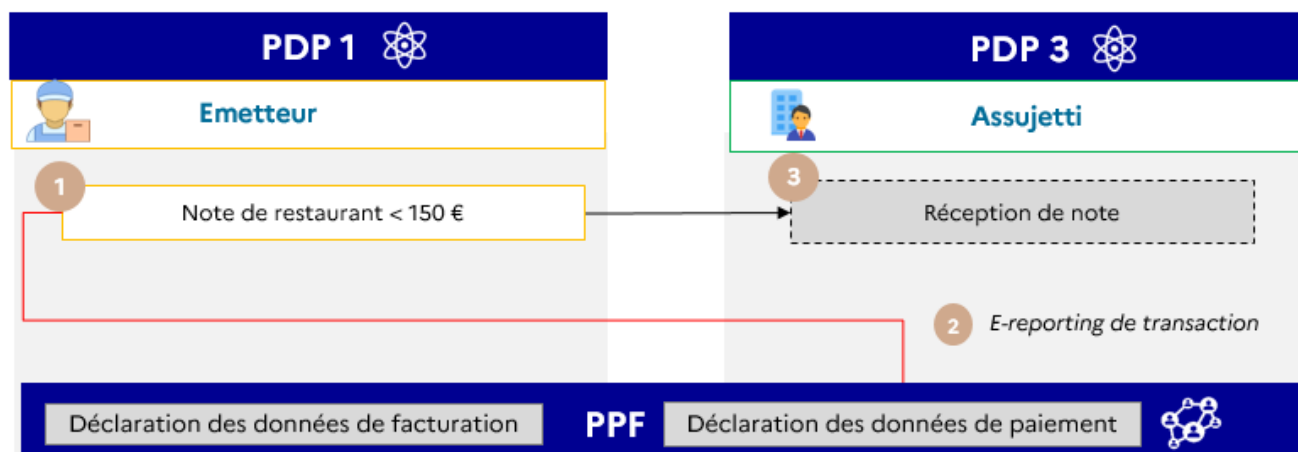 PDP 1
PDP 3
Emetteur
Assujetti
1
3
Note de restaurant < 150 €
Réception de note
2
E-reporting de transaction
Déclaration des données de facturation
PPF
Déclaration des données de paiement